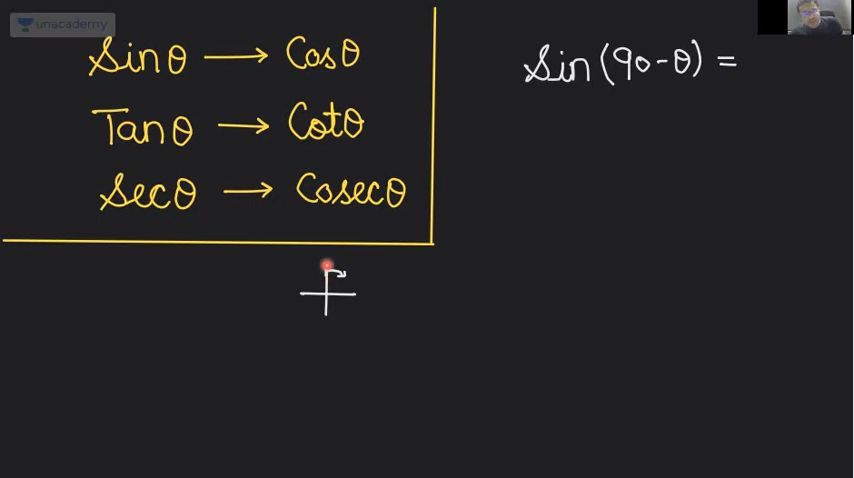 unacademy
Sinθ → Cosθ
Tanθ → Cotθ
Secθ → Cosecθ
Sin(90-θ) =